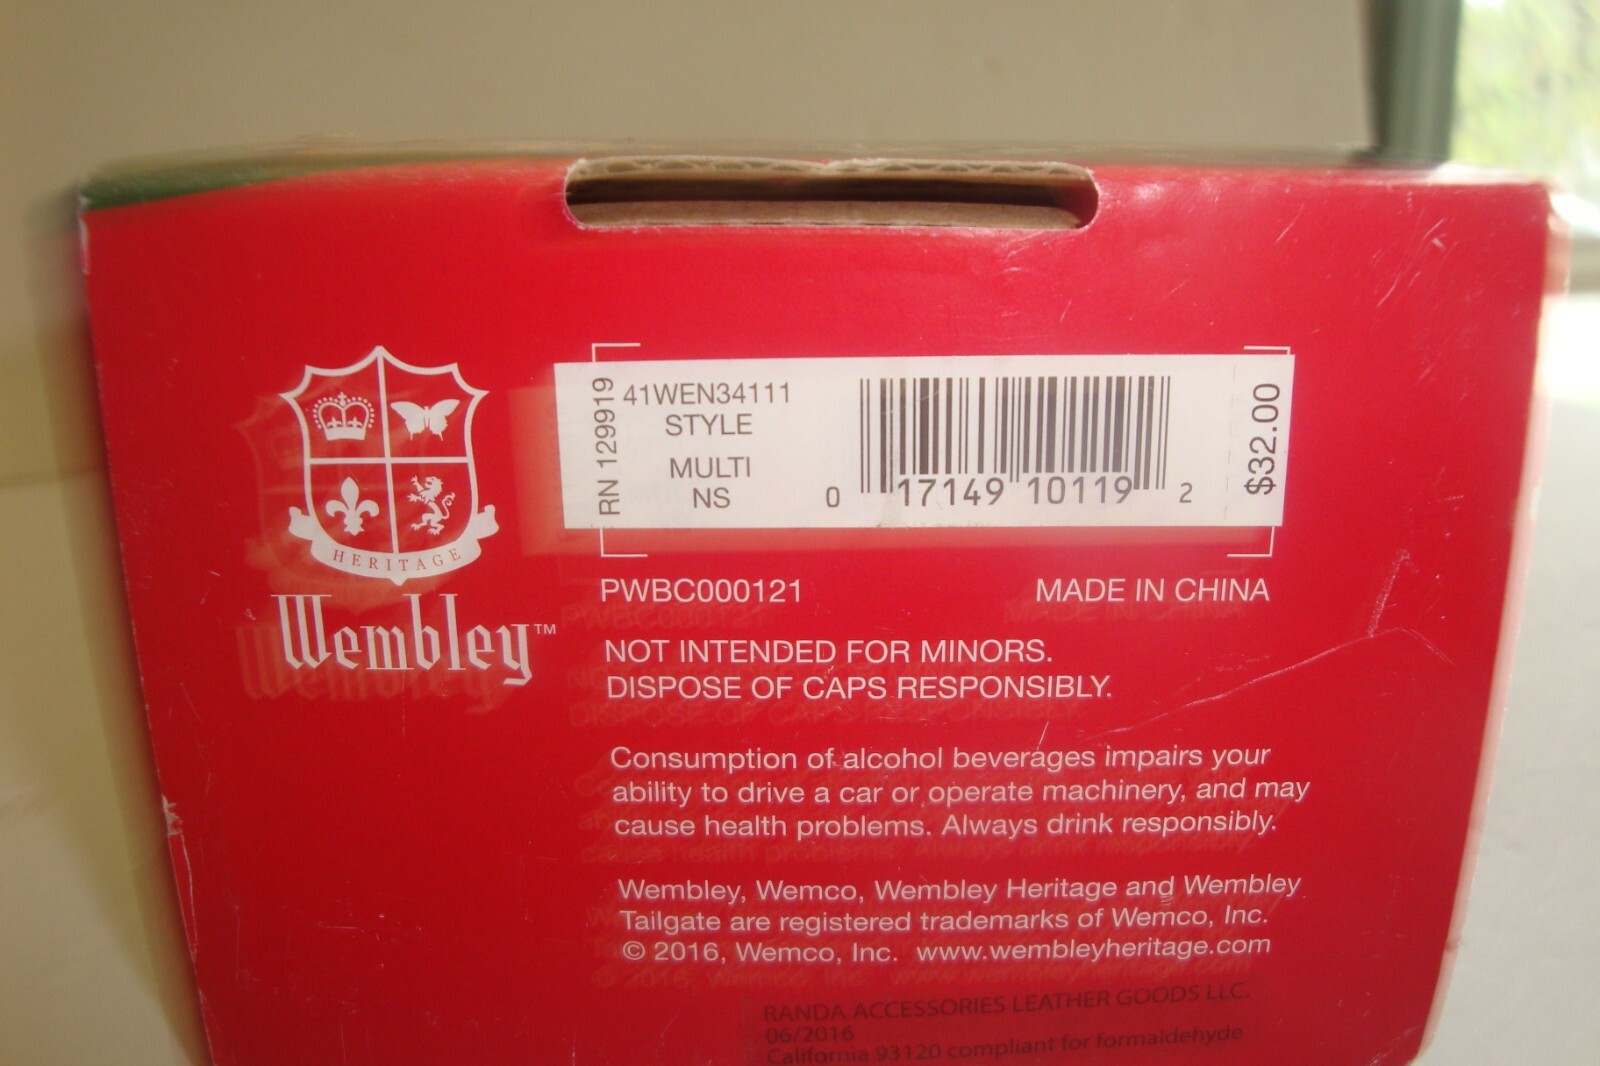 HERITAGE
Wembley™
RN 129919
41WEN34111
STYLE
MULTI
NS
0 17149 10119 2
$32.00
PWBC000121 MADE IN CHINA
NOT INTENDED FOR MINORS.
DISPOSE OF CAPS RESPONSIBLY.
Consumption of alcohol beverages impairs your
ability to drive a car or operate machinery, and may
cause health problems. Always drink responsibly.
Wembley, Wemco, Wembley Heritage and Wembley
Tailgate are registered trademarks of Wemco, Inc.
© 2016, Wemco, Inc. www.wembleyheritage.com
RANDA ACCESSORIES LEATHER GOODS LLC.
06/2016
California 93120 compliant for formaldehyde